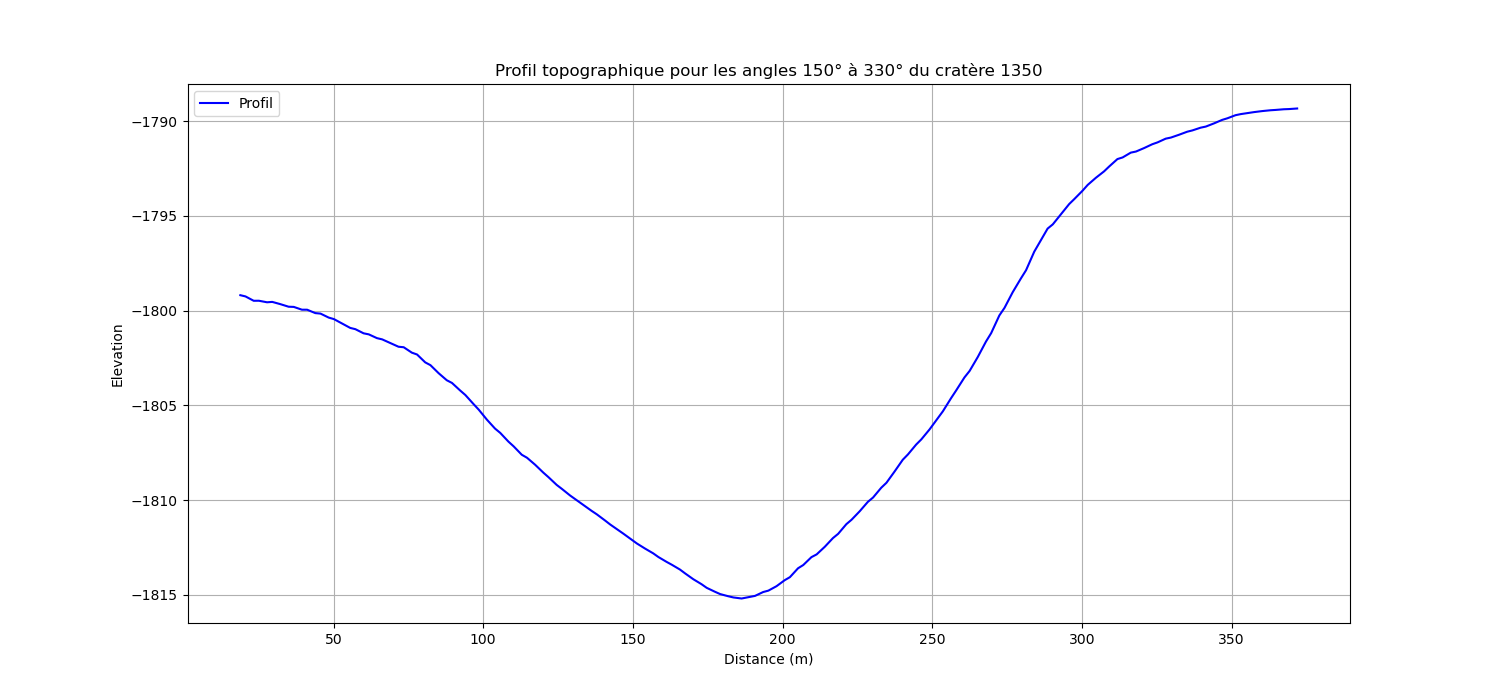 Profil topographique pour les angles 150° à 330° du cratère 1350
Profil
−1790
−1795
−1800
−1805
−1810
−1815
Elevation
50 100 150 200 250 300 350
Distance (m)